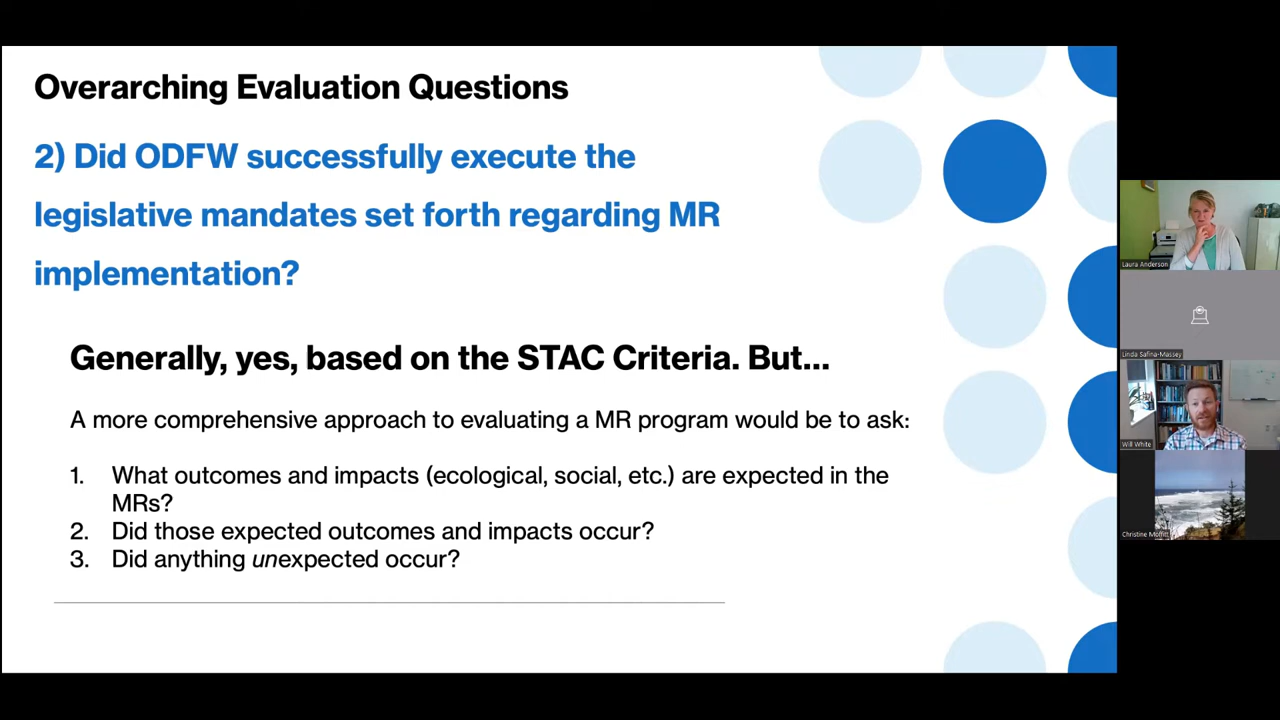 Overarching Evaluation Questions
2) Did ODFW successfully execute the
legislative mandates set forth regarding MR
implementation?
Generally, yes, based on the STAC Criteria. But...
A more comprehensive approach to evaluating a MR program would be to ask:
1. What outcomes and impacts (ecological, social, etc.) are expected in the
MRs?
2. Did those expected outcomes and impacts occur?
3. Did anything unexpected occur?
Laura Anderson
Linda Safina-Massey
Will White
Christine Moffitt